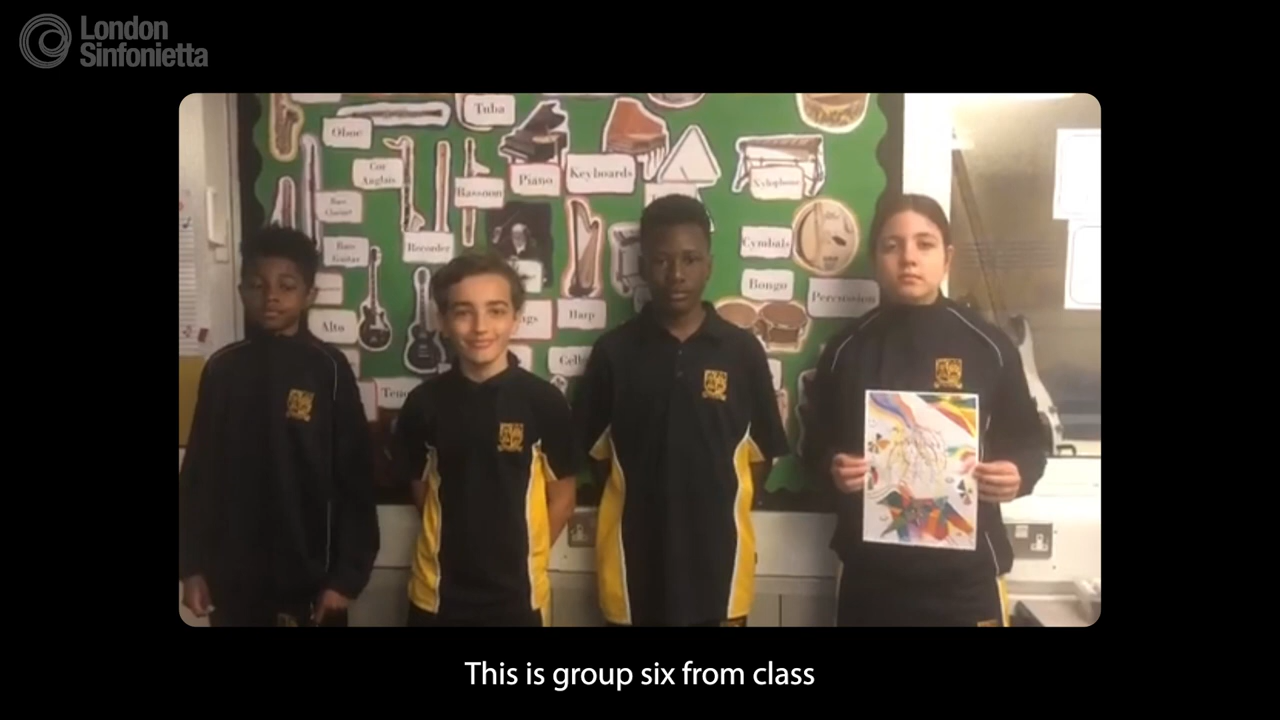 London
Sinfonietta
Tuba
Oboe
Cor
Anglais
Bassoon
Piano
Keyboards
Xylophone
Bass
Clarinet
Bass
Guitar
Recorder
Cymbals
Bongo
Percussion
Alto
Harp
This is group six from class